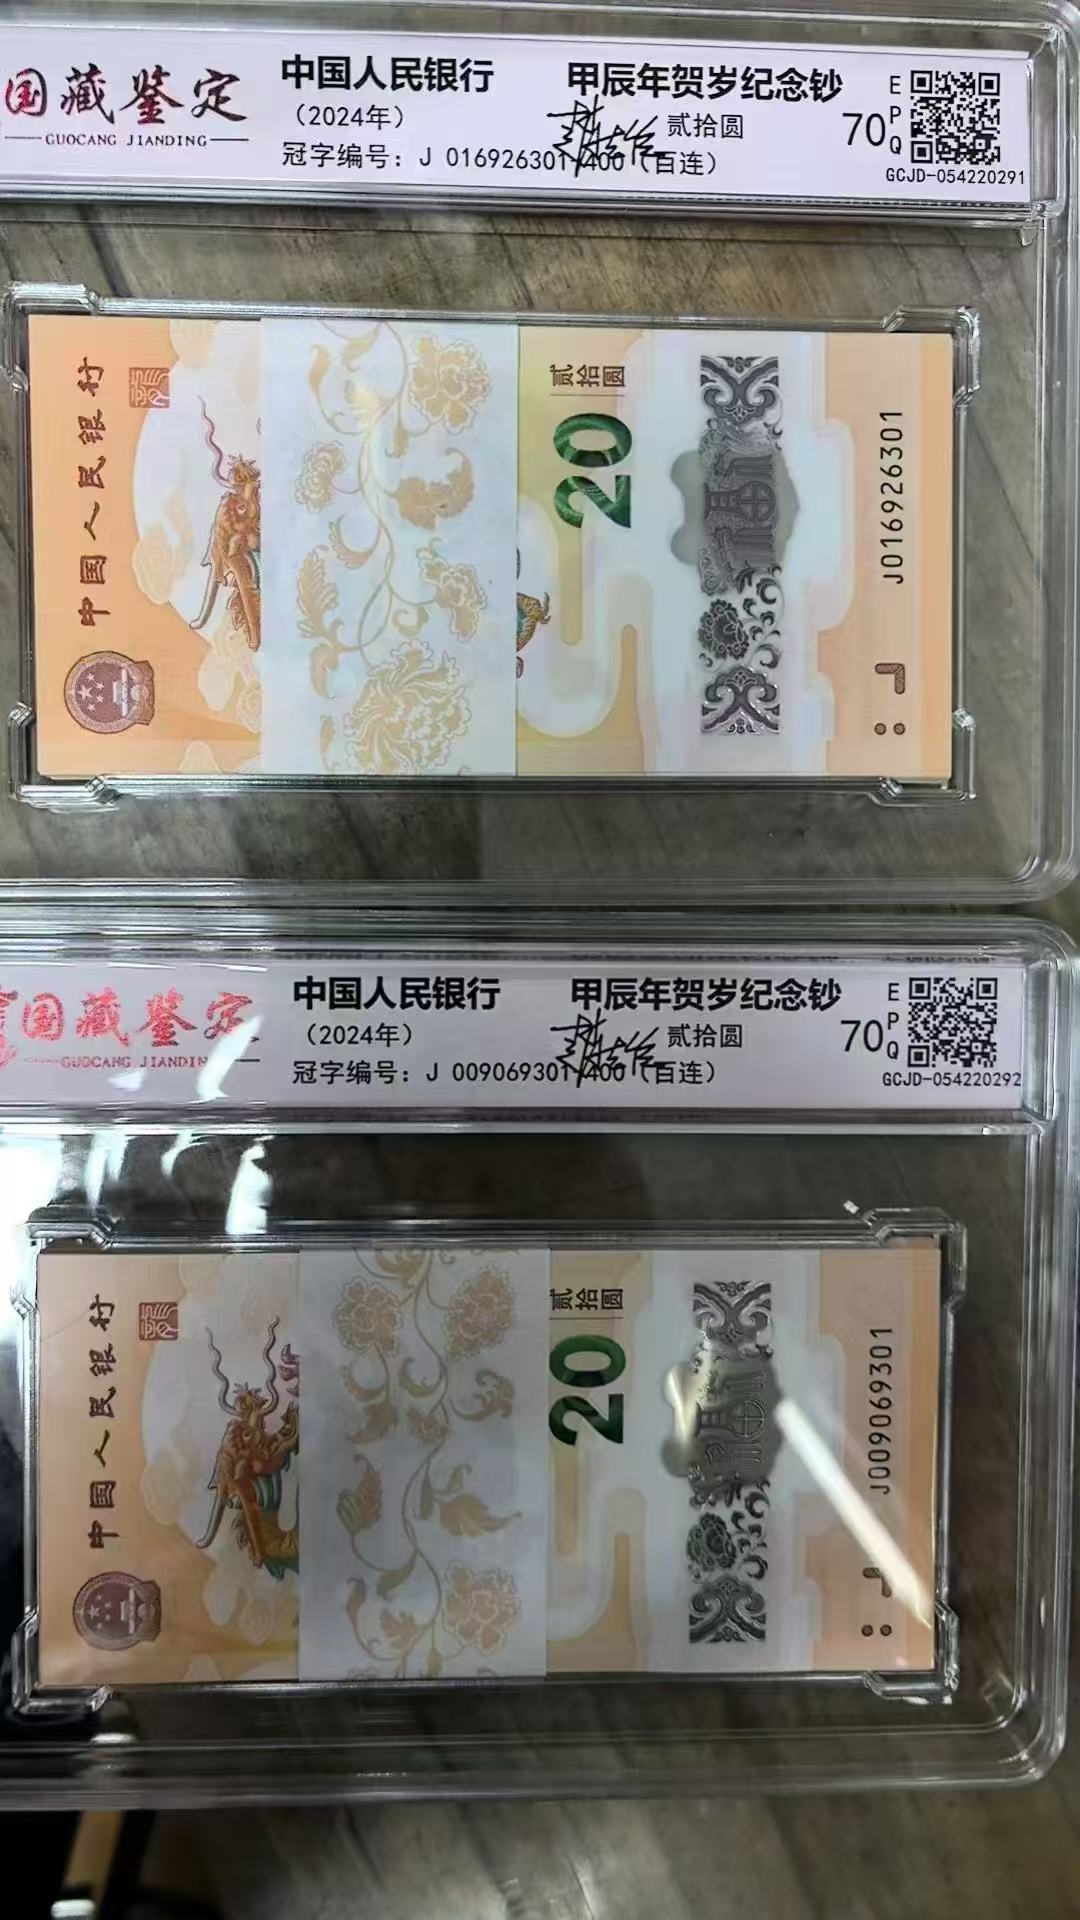 国藏鉴定
GUOCANG JIANDING
中国人民银行
甲辰年贺岁纪念钞
（2024年）
贰拾圆
冠字编号：J 016926301-400（百连）
70
EPQ
GCJD-054220291
中国人民银行
贰拾圆
20
J016926301
国藏鉴定
GUOCANG JIANDIN
中国人民银行
甲辰年贺岁纪念钞
（2024年）
贰拾圆
冠字编号：J 009069301-400（百连）
70
EPQ
GCJD-054220292
中国人民银行
贰拾圆
20
J009069301